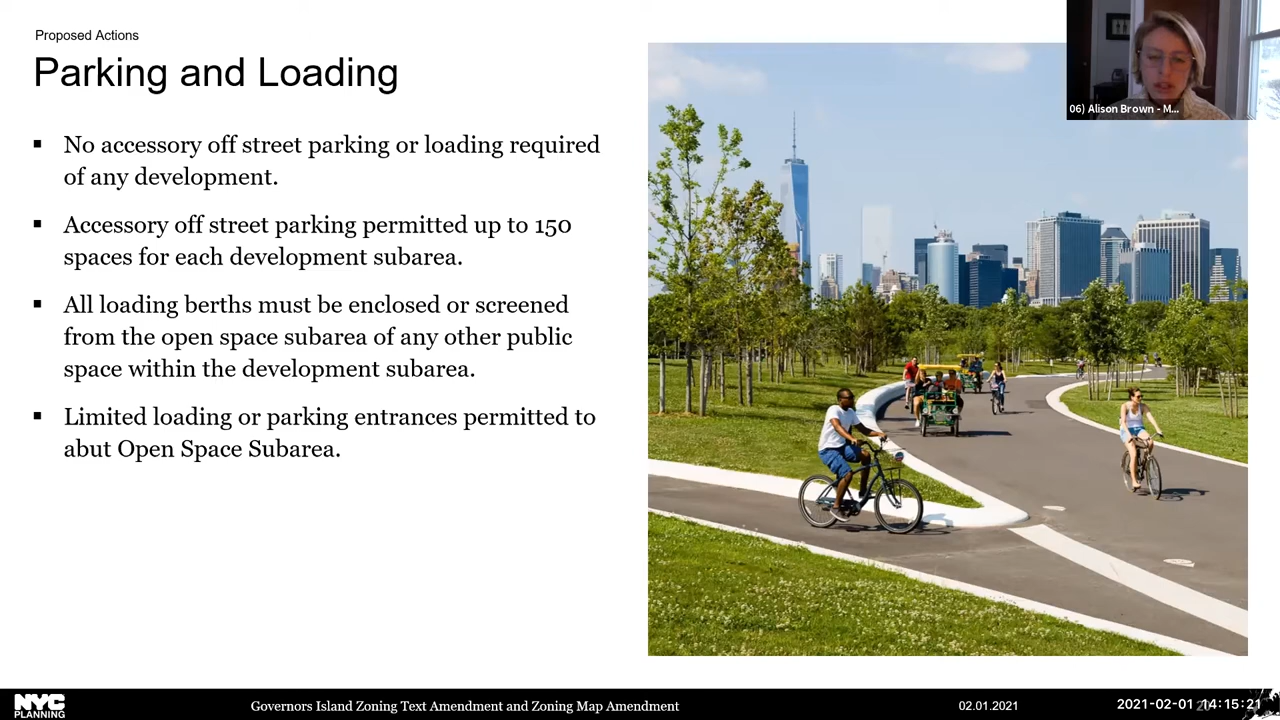 Proposed Actions
Parking and Loading
▪ No accessory off street parking or loading required
of any development.
▪ Accessory off street parking permitted up to 150
spaces for each development subarea.
▪ All loading berths must be enclosed or screened
from the open space subarea of any other public
space within the development subarea.
▪ Limited loading or parking entrances permitted to
abut Open Space Subarea.
06) Alison Brown - M...
NYC
PLANNING
Governors Island Zoning Text Amendment and Zoning Map Amendment
02.01.2021
2021-02-01 14:15:21